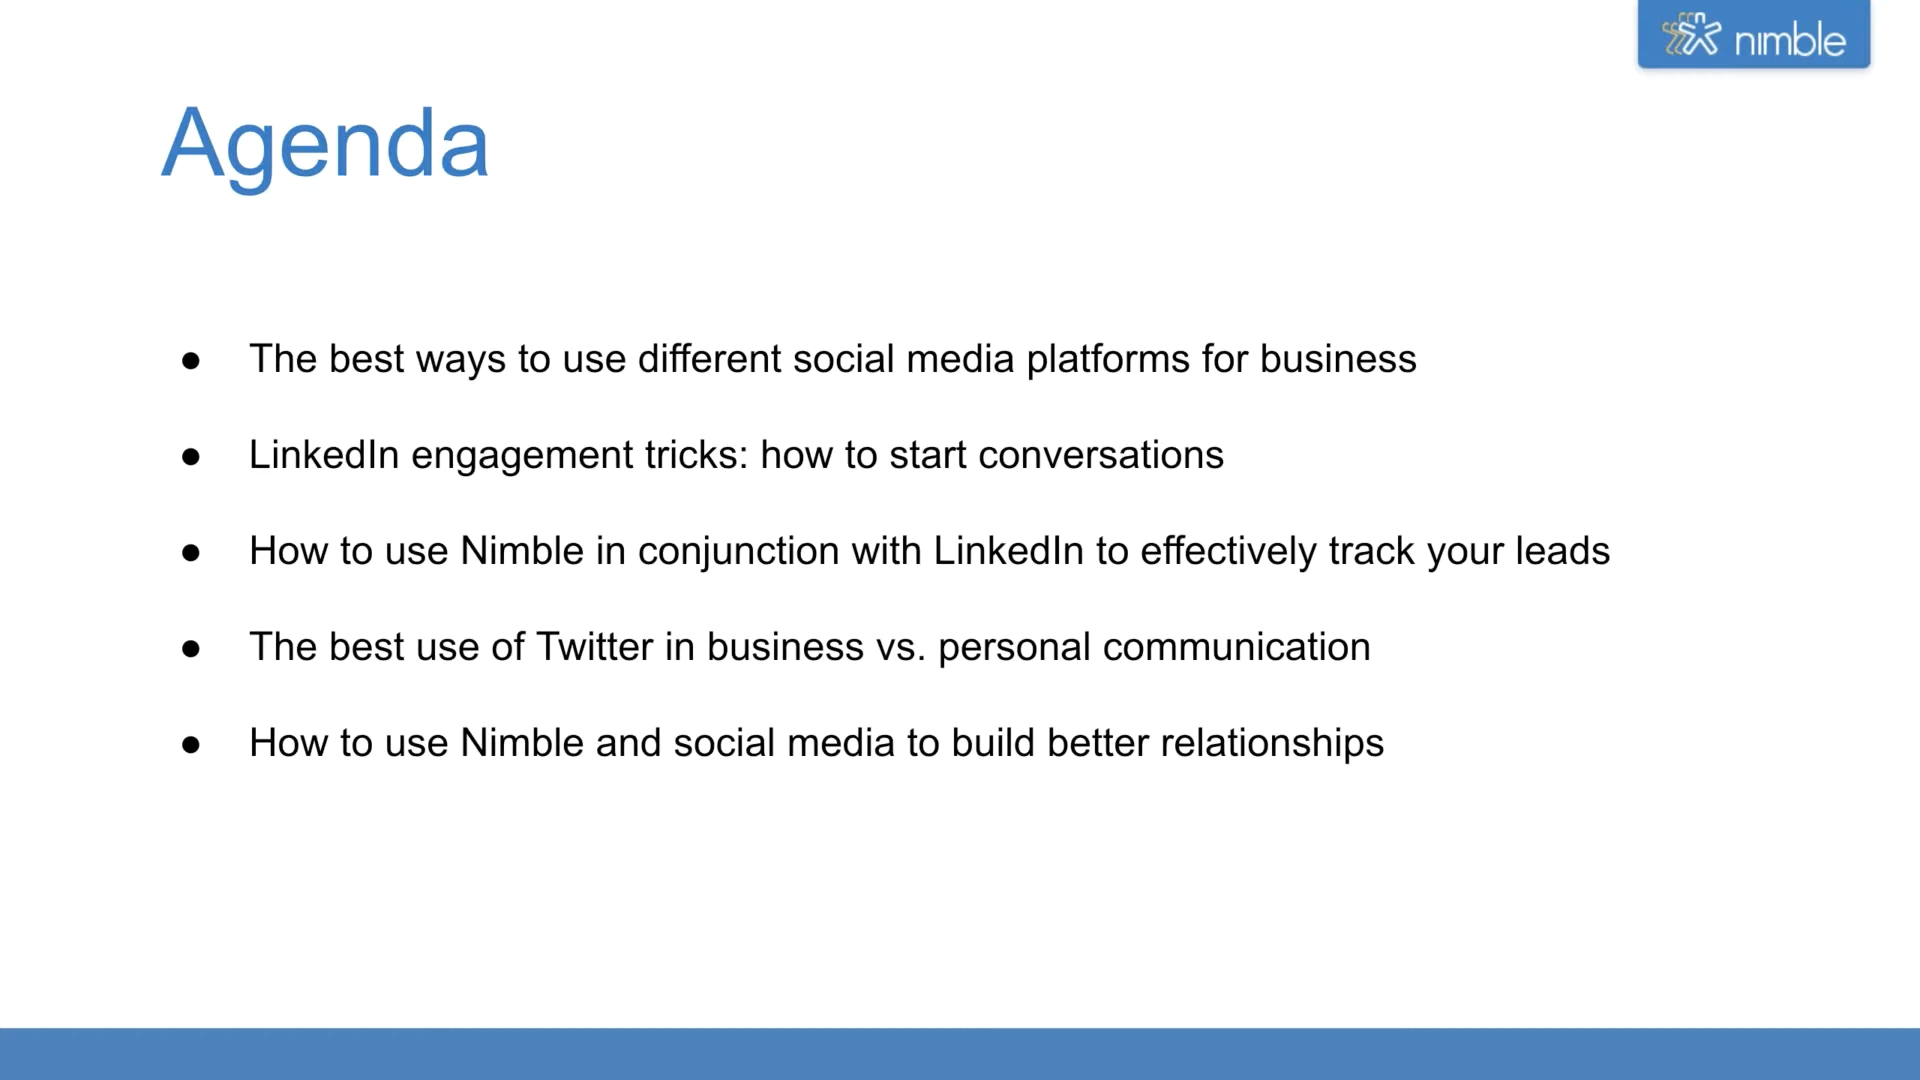 nimble
Agenda
● The best ways to use different social media platforms for business
● LinkedIn engagement tricks: how to start conversations
● How to use Nimble in conjunction with LinkedIn to effectively track your leads
● The best use of Twitter in business vs. personal communication
● How to use Nimble and social media to build better relationships